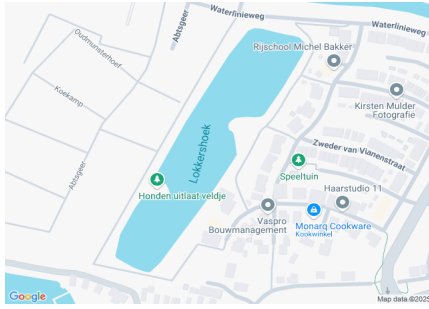 Waterlinieweg
Waterlinieweg
Abtsgeer
Oudmunsterhoef
Rijschool Michel Bakker
Koekamp
Kirsten Mulder
Fotografie
Lokkershoek
Zweder van Vianenstraat
Abtsgeer
Speeltuin
Honden uitlaat veldje
Haarstudio 11
Vaspro
Bouwmanagement
Monarq Cookware
Kookwinkel
Google
Map data ©2025